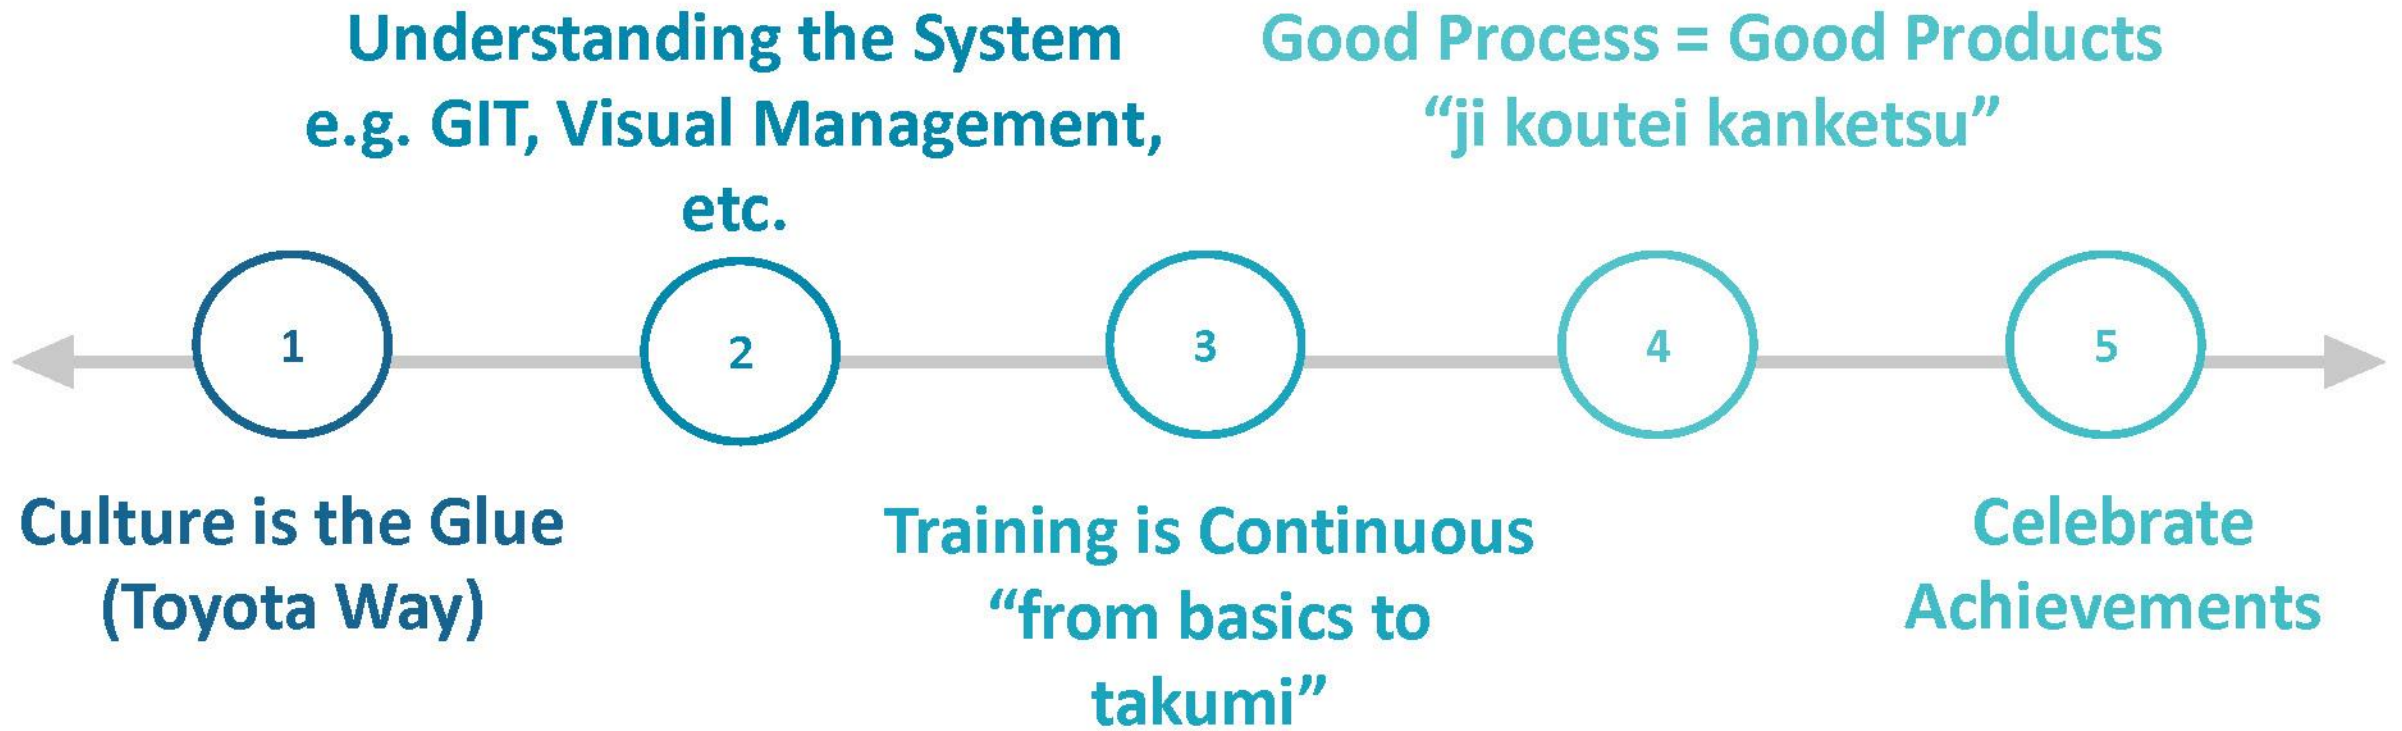 Understanding the System
e.g. GIT, Visual Management,
etc.
Good Process = Good Products
“ji koutei kanketsu”
1
2
3
4
5
Culture is the Glue
(Toyota Way)
Training is Continuous
“from basics to
takumi”
Celebrate
Achievements